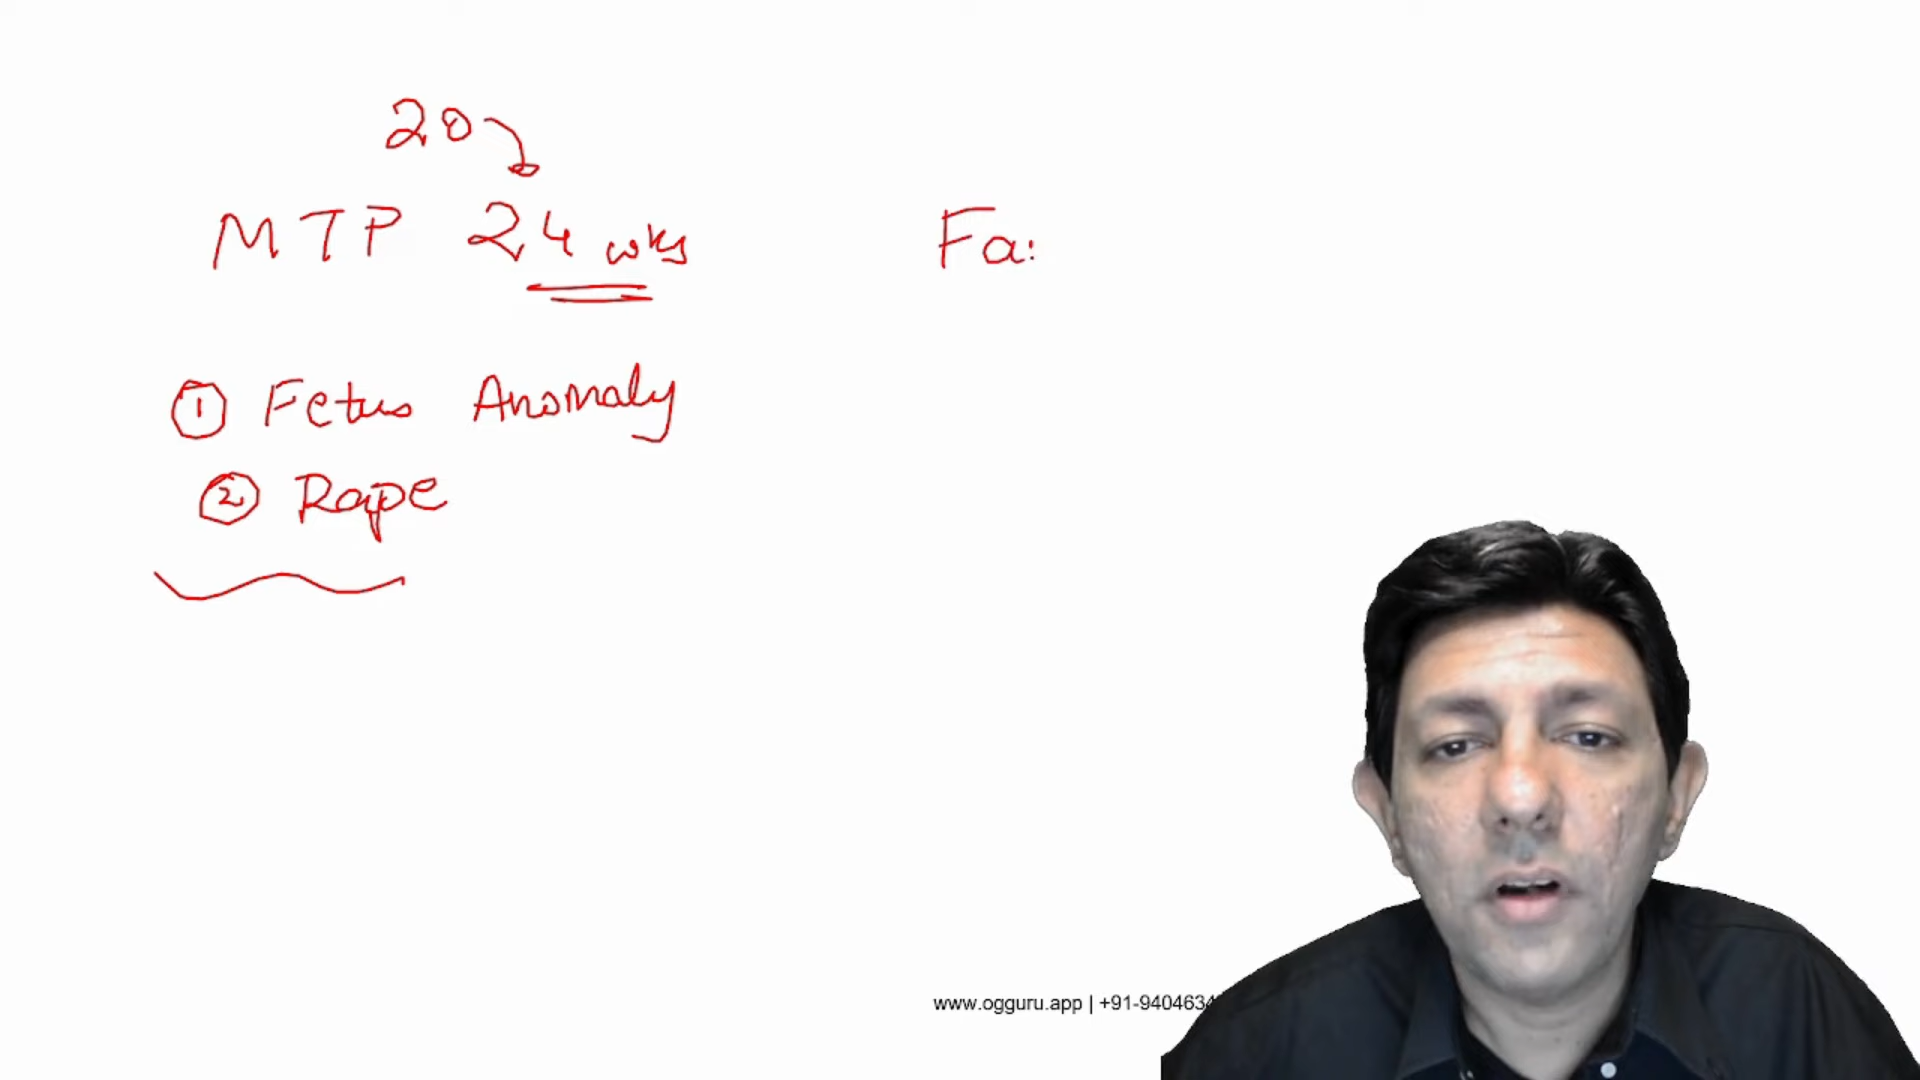 20
MTP 24 wks
Fa:
① Fetus Anomaly
② Rape
www.ogguru.app | +91-940463